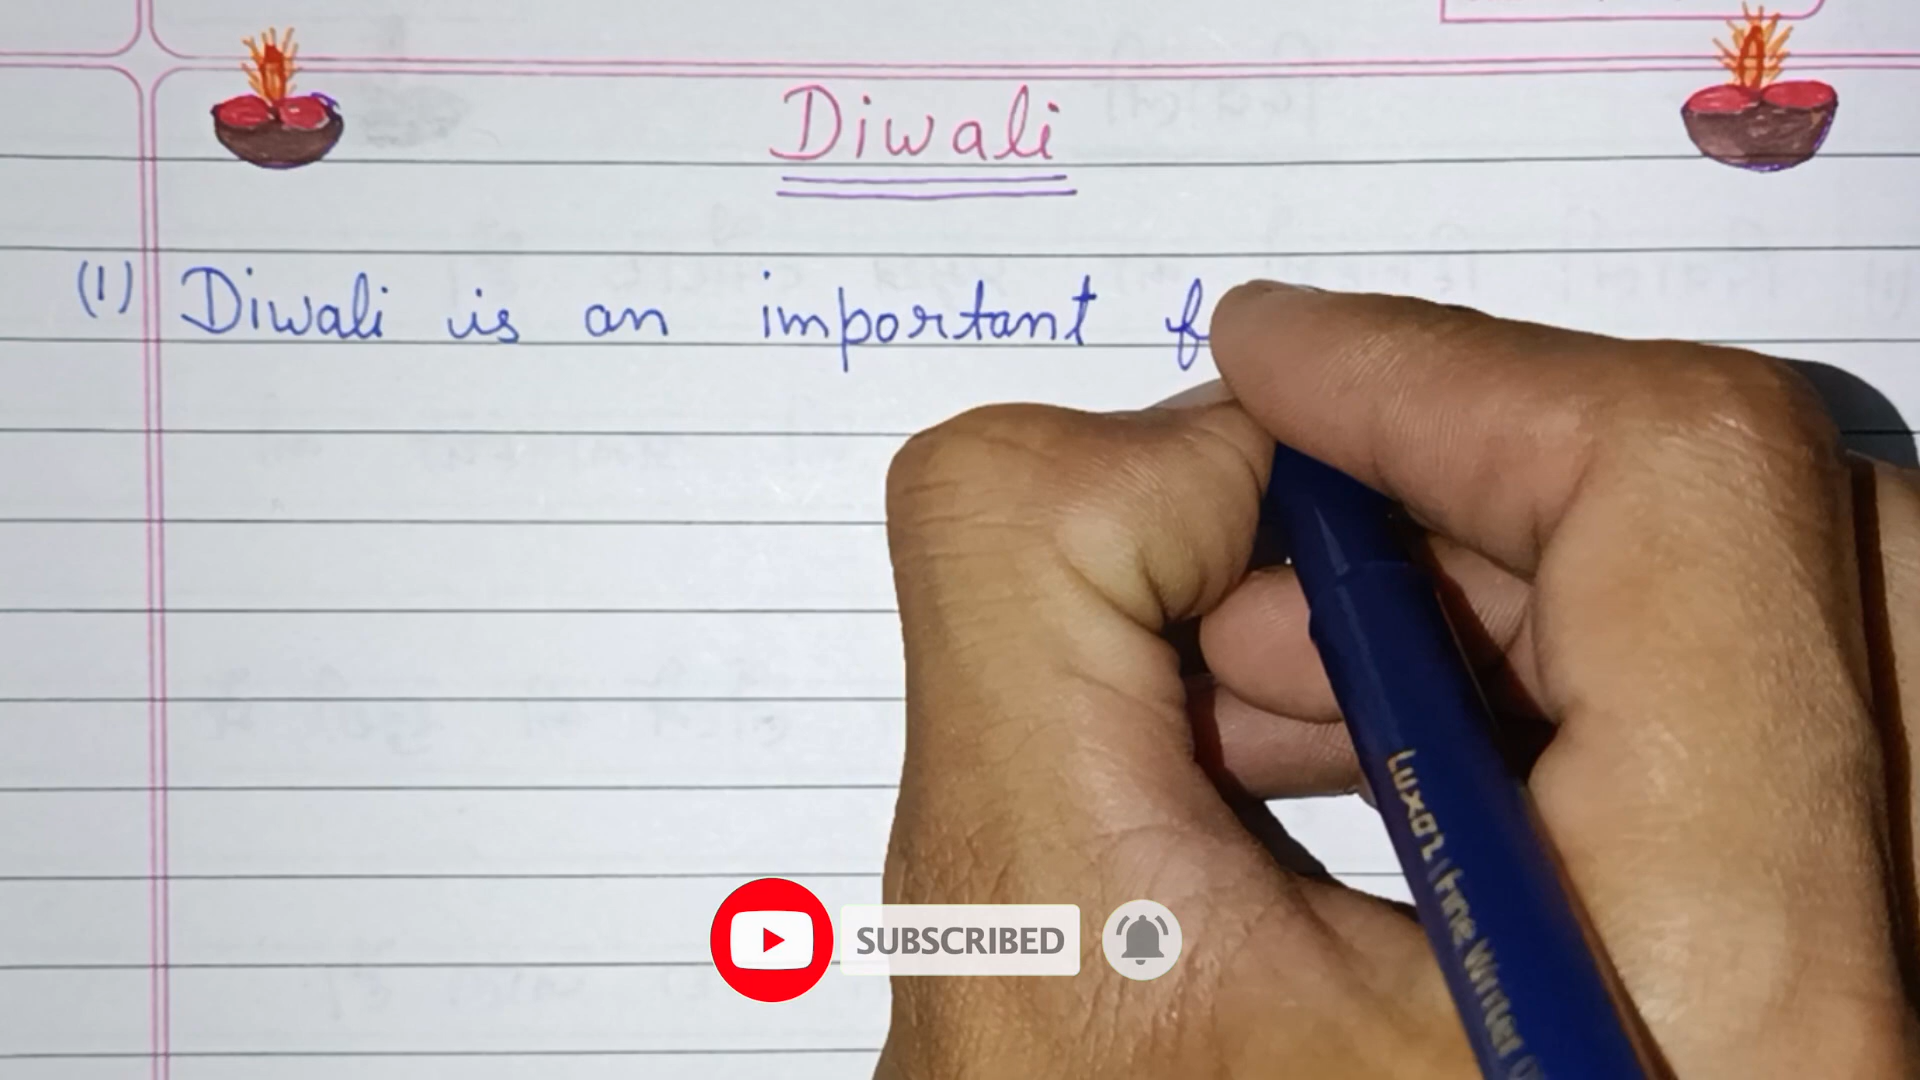 Diwali
(1) Diwali is an important f
SUBSCRIBED
Luxor Fine Writer